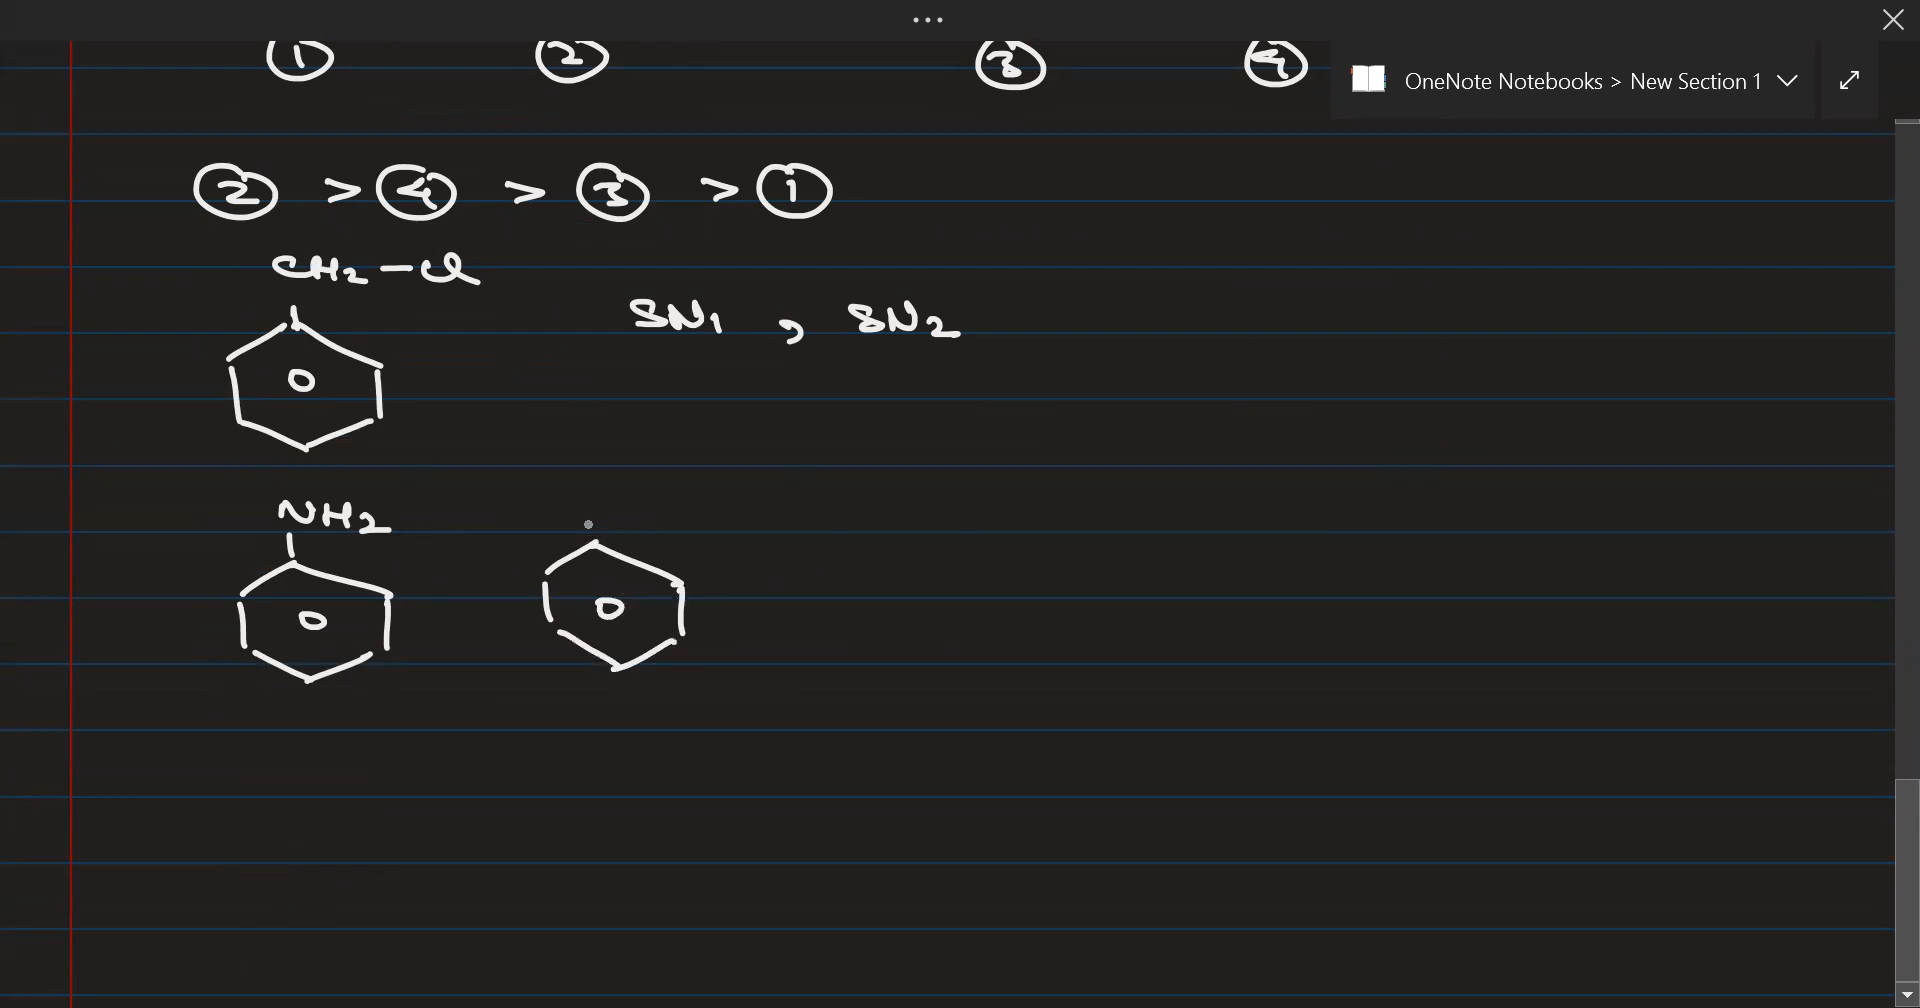 ① ② ③ ④
OneNote Notebooks > New Section 1
② > ④ > ③ > ①
CH2-Cl
SN1 , SN2
NH2